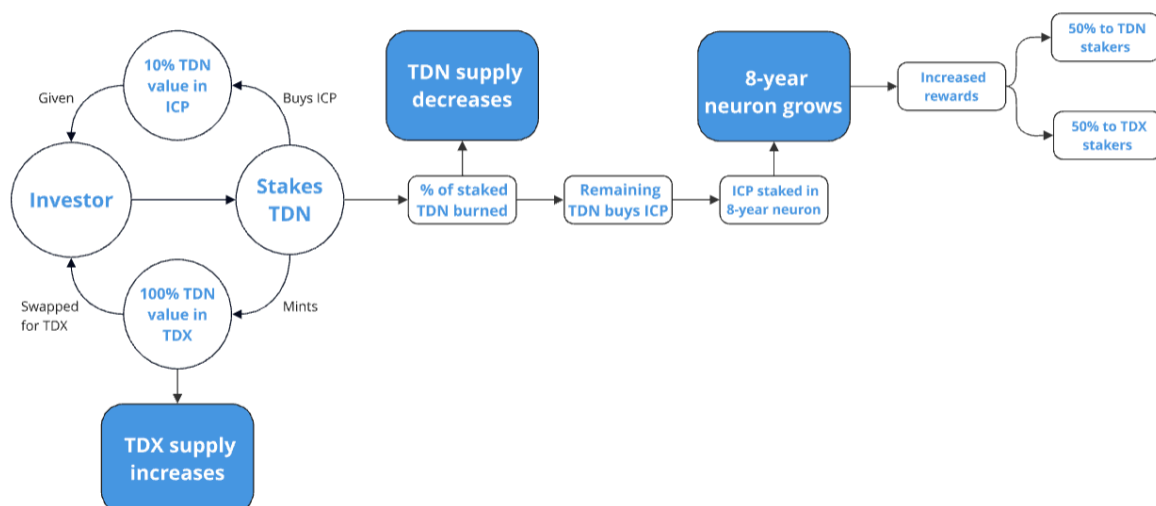 10% TDN
value in
ICP
Given
Buys ICP
Investor
Stakes
TDN
Swapped
for TDX
100% TDN
value in
TDX
Mints
TDX supply
increases
TDN supply
decreases
% of staked
TDN burned
Remaining
TDN buys ICP
ICP staked in
8-year neuron
8-year
neuron grows
Increased
rewards
50% to TDN
stakers
50% to TDX
stakers